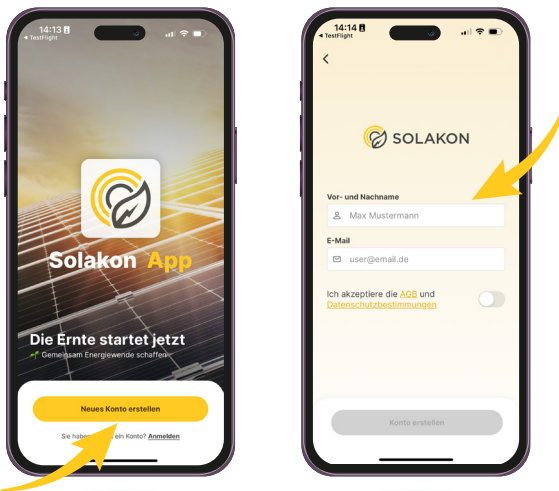 14:13
◀ TestFlight
Solakon App
Die Ernte startet jetzt
Gemeinsam Energiewende schaffen
Neues Konto erstellen
Sie haben ein Konto? Anmelden
14:14
◀ TestFlight
SOLAKON
Vor- und Nachname
Max Mustermann
E-Mail
user@email.de
Ich akzeptiere die AGB und
Datenschutzbestimmungen
Konto erstellen